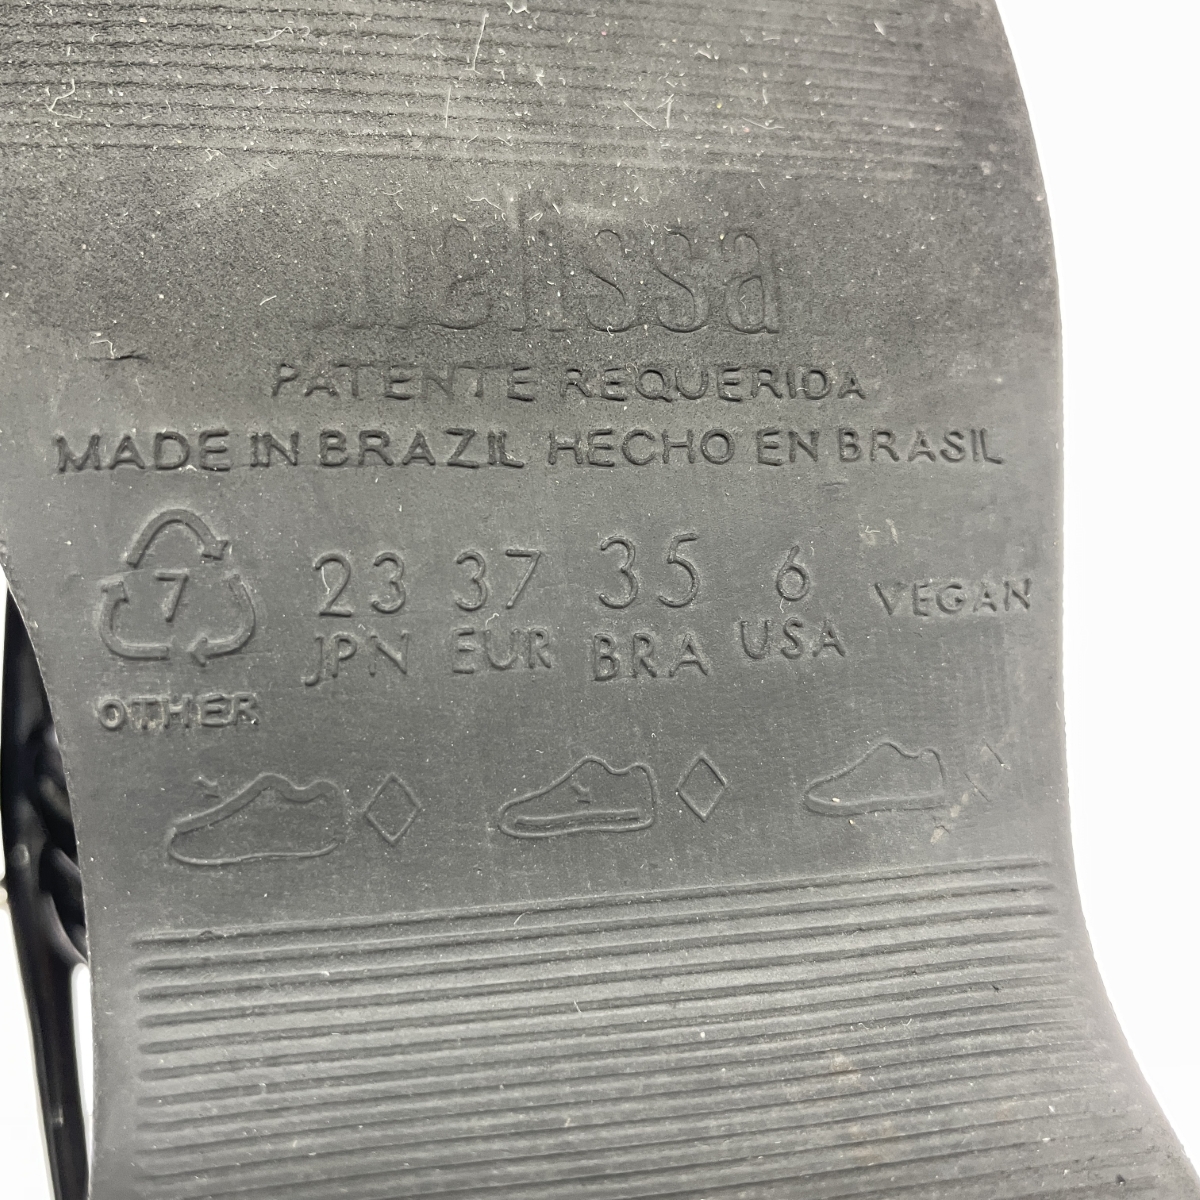 melissa
PATENTE REQUERIDA
MADE IN BRAZIL HECHO EN BRASIL
7 23 37 35 6 VEGAN
JPN EUR BRA USA
OTHER